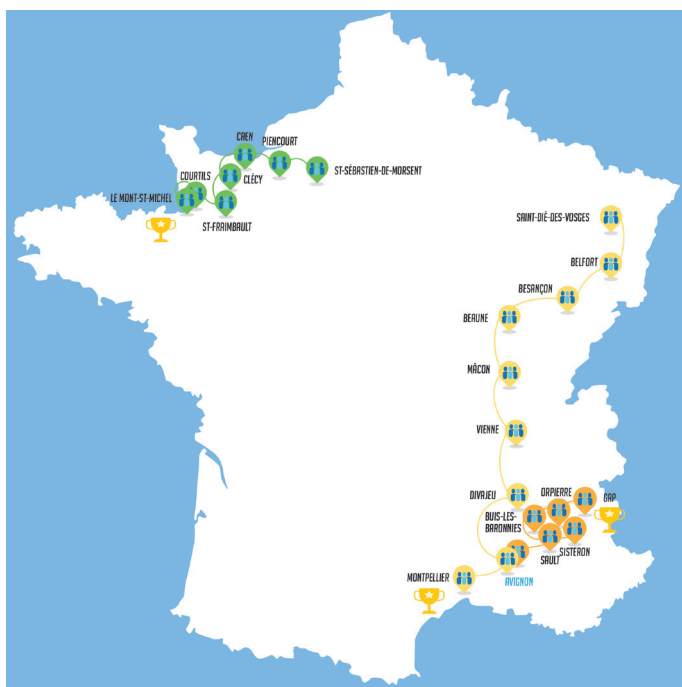 CAEN
PIENCOURT
ST-SÉBASTIEN-DE-MORSENT
COURTILS
CLÉCY
LE MONT-ST-MICHEL
ST-FRAIMBAULT
SAINT-DIÉ-DES-VOSGES
BELFORT
BESANÇON
BEAUNE
MÂCON
VIENNE
DIVAJEU
ORPIERRE
GAP
BUIS-LES-
BARONNIES
SISTERON
SAULT
MONTPELLIER
AVIGNON